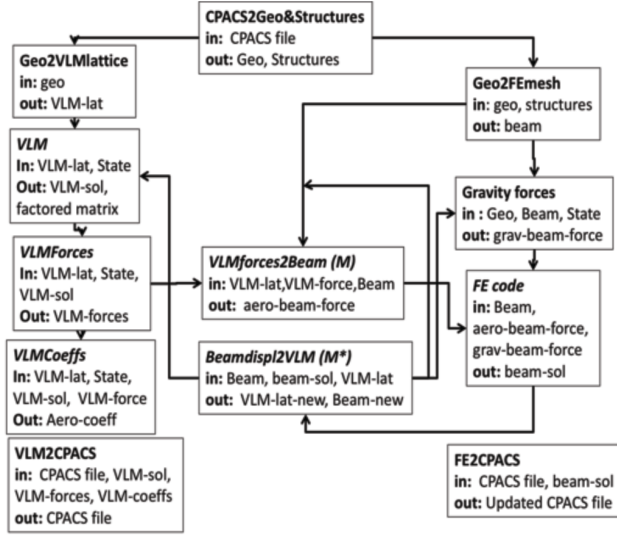 CPACS2Geo&Structures
in: CPACS file
out: Geo, Structures
Geo2VLMlattice
in: geo
out: VLM-lat
Geo2FEmesh
in: geo, structures
out: beam
VLM
In: VLM-lat, State
Out: VLM-sol,
factored matrix
Gravity forces
in : Geo, Beam, State
out: grav-beam-force
VLMForces
In: VLM-lat, State,
VLM-sol
Out: VLM-forces
VLMforces2Beam (M)
in: VLM-lat,VLM-force,Beam
out: aero-beam-force
FE code
in: Beam,
aero-beam-force,
grav-beam-force
out: beam-sol
VLMCoeffs
In: VLM-lat, State,
VLM-sol, VLM-force
Out: Aero-coeff
Beamdispl2VLM (M*)
in: Beam, beam-sol, VLM-lat
out: VLM-lat-new, Beam-new
VLM2CPACS
in: CPACS file, VLM-sol,
VLM-forces, VLM-coeffs
out: CPACS file
FE2CPACS
in: CPACS file, beam-sol
out: Updated CPACS file